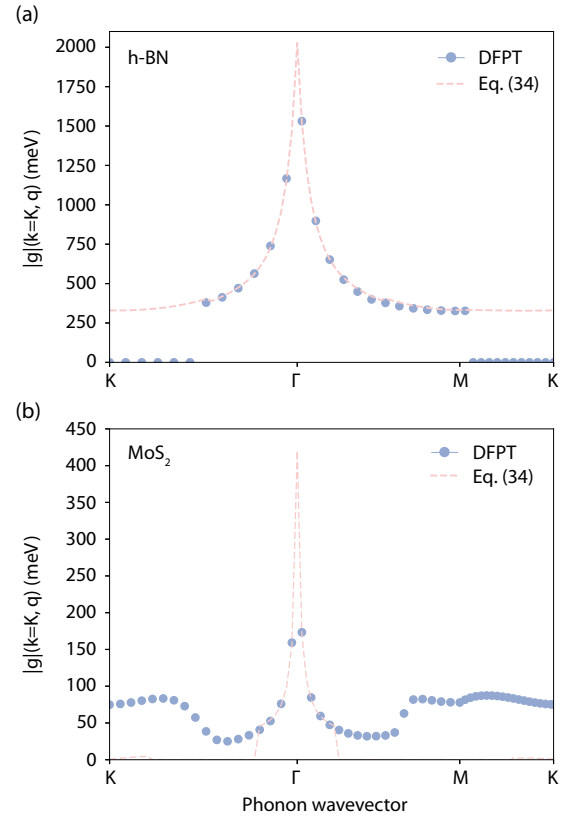 (a)
h-BN
DFPT
Eq. (34)
|g|(k=K, q) (meV)
2000
1750
1500
1250
1000
750
500
250
0
K Γ M K
(b)
MoS₂
DFPT
Eq. (34)
|g|(k=K, q) (meV)
450
400
350
300
250
200
150
100
50
0
K Γ M K
Phonon wavevector